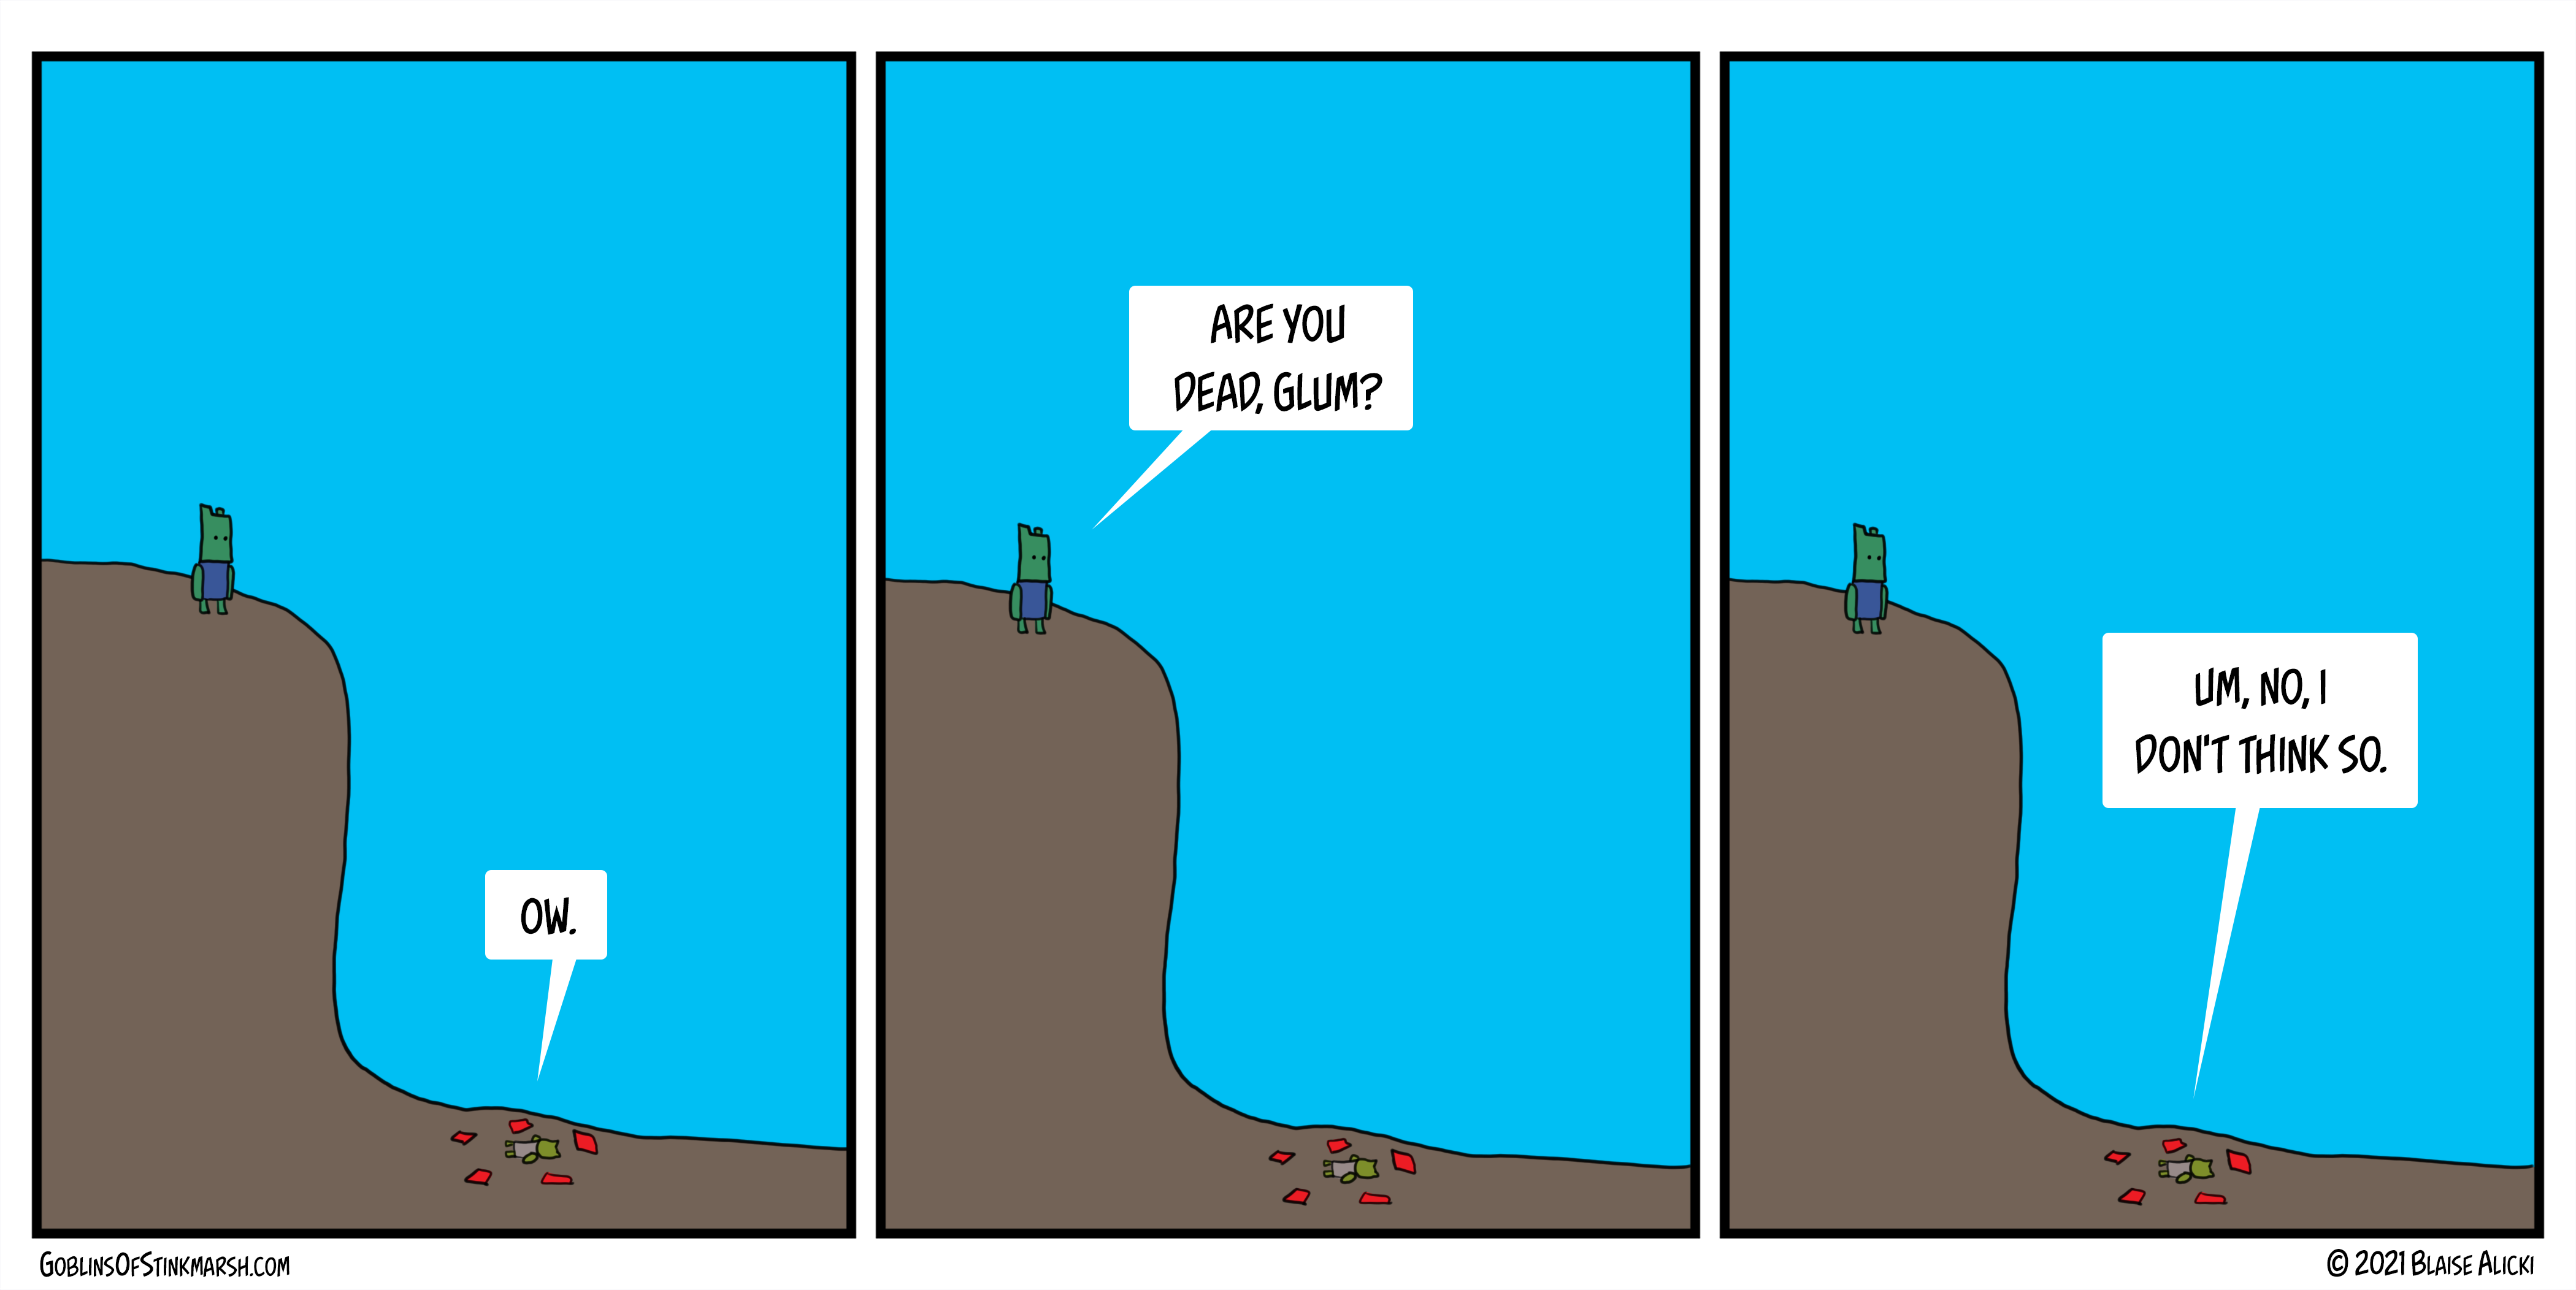 OW.
ARE YOU
DEAD, GLUM?
UM, NO, I
DON'T THINK SO.
GOBLINSOFSTINKMARSH.COM
© 2021 BLAISE ALICKI